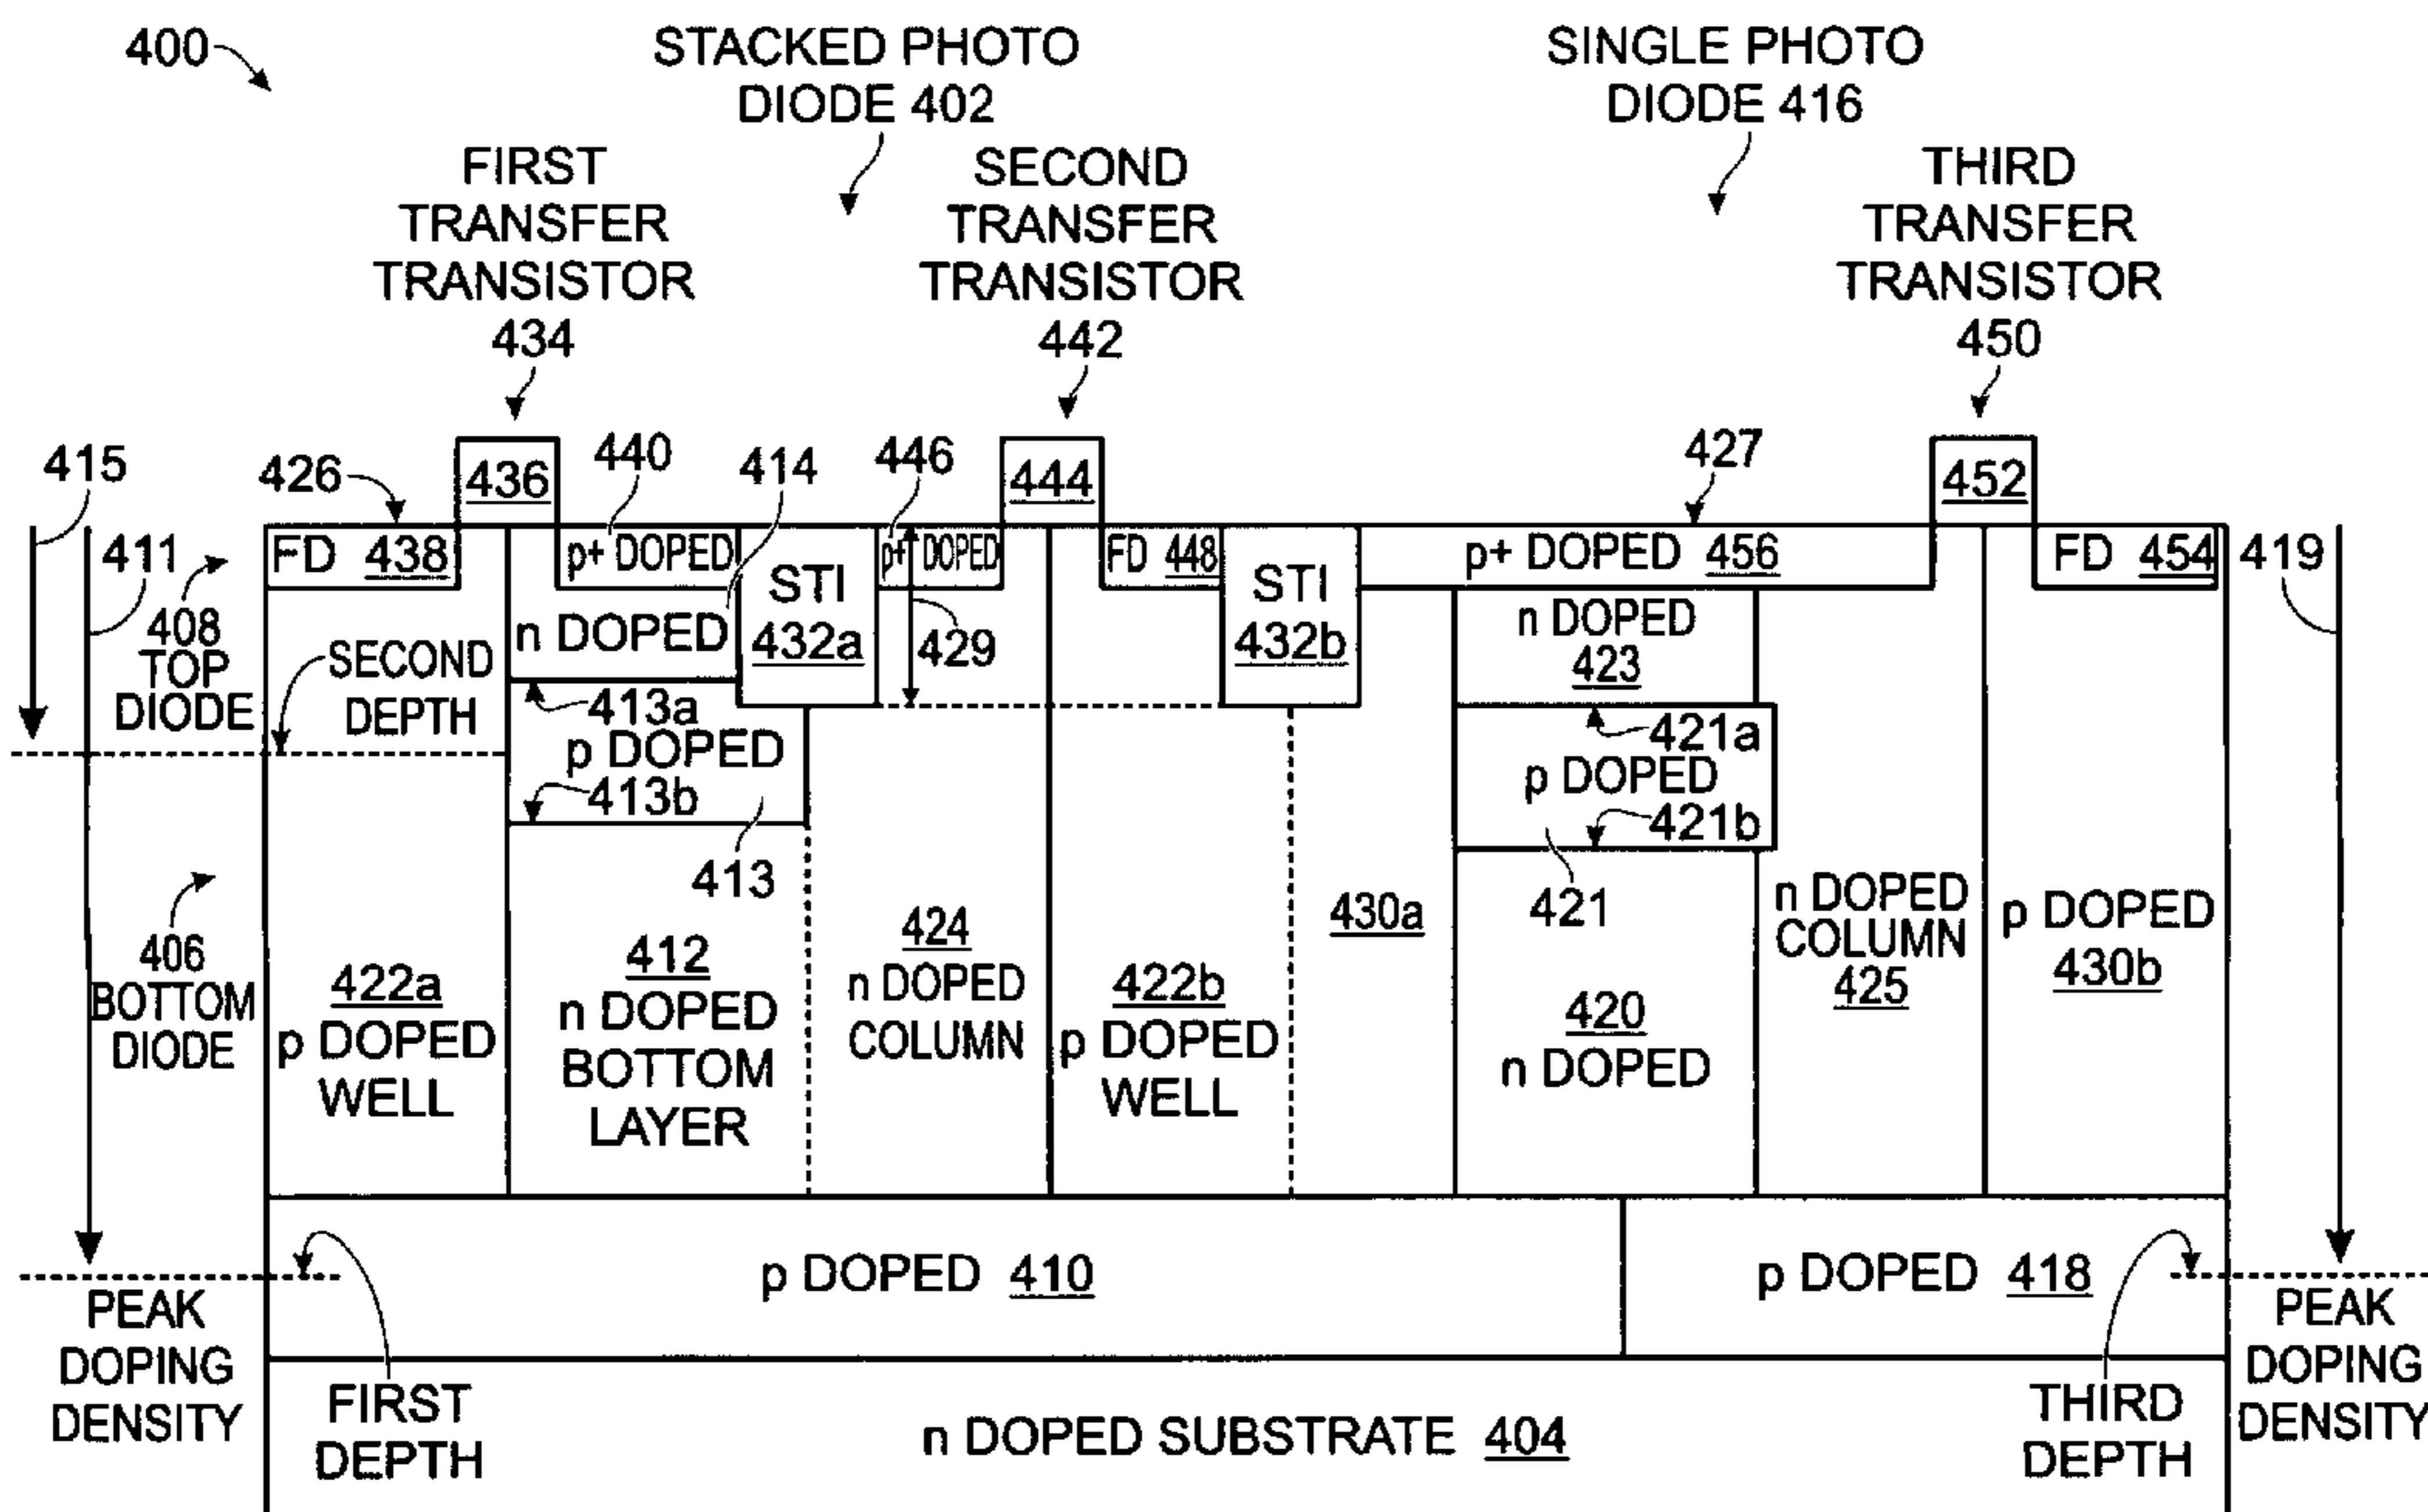 400
STACKED PHOTO
DIODE 402
SINGLE PHOTO
DIODE 416
FIRST
TRANSFER
TRANSISTOR
434
SECOND
TRANSFER
TRANSISTOR
442
THIRD
TRANSFER
TRANSISTOR
450
415
426
436
440
414
446
444
427
452
411
FD 438
p+ DOPED
STI
432a
p+ DOPED
FD 448
STI
432b
p+ DOPED 456
FD 454
419
408
TOP
DIODE
SECOND
DEPTH
n DOPED
429
n DOPED
423
413a
p DOPED
413b
413
421a
p DOPED
421b
421
406
BOTTOM
DIODE
422a
p DOPED
WELL
412
n DOPED
BOTTOM
LAYER
424
n DOPED
COLUMN
422b
p DOPED
WELL
430a
420
n DOPED
n DOPED
COLUMN
425
p DOPED
430b
p DOPED 410
p DOPED 418
PEAK
DOPING
DENSITY
FIRST
DEPTH
n DOPED SUBSTRATE 404
THIRD
DEPTH
PEAK
DOPING
DENSITY